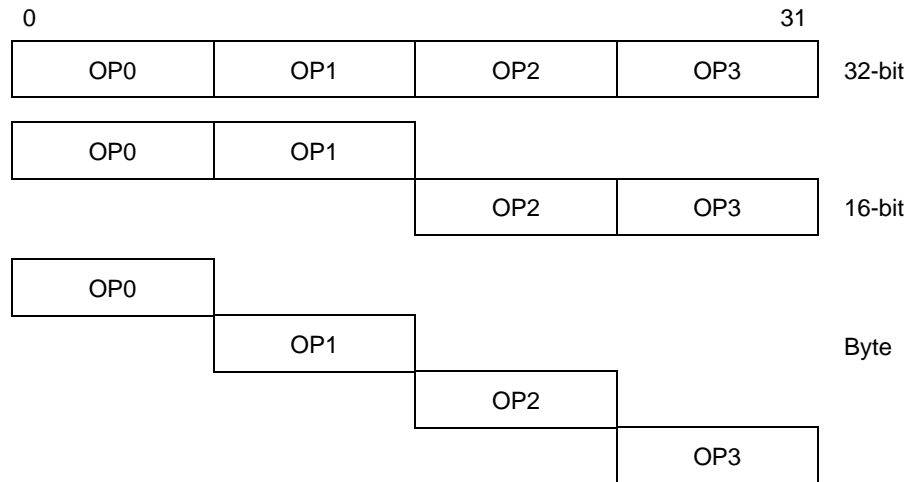 0 31
OP0 OP1 OP2 OP3 32-bit
OP0 OP1
OP2 OP3 16-bit
OP0
OP1 Byte
OP2
OP3